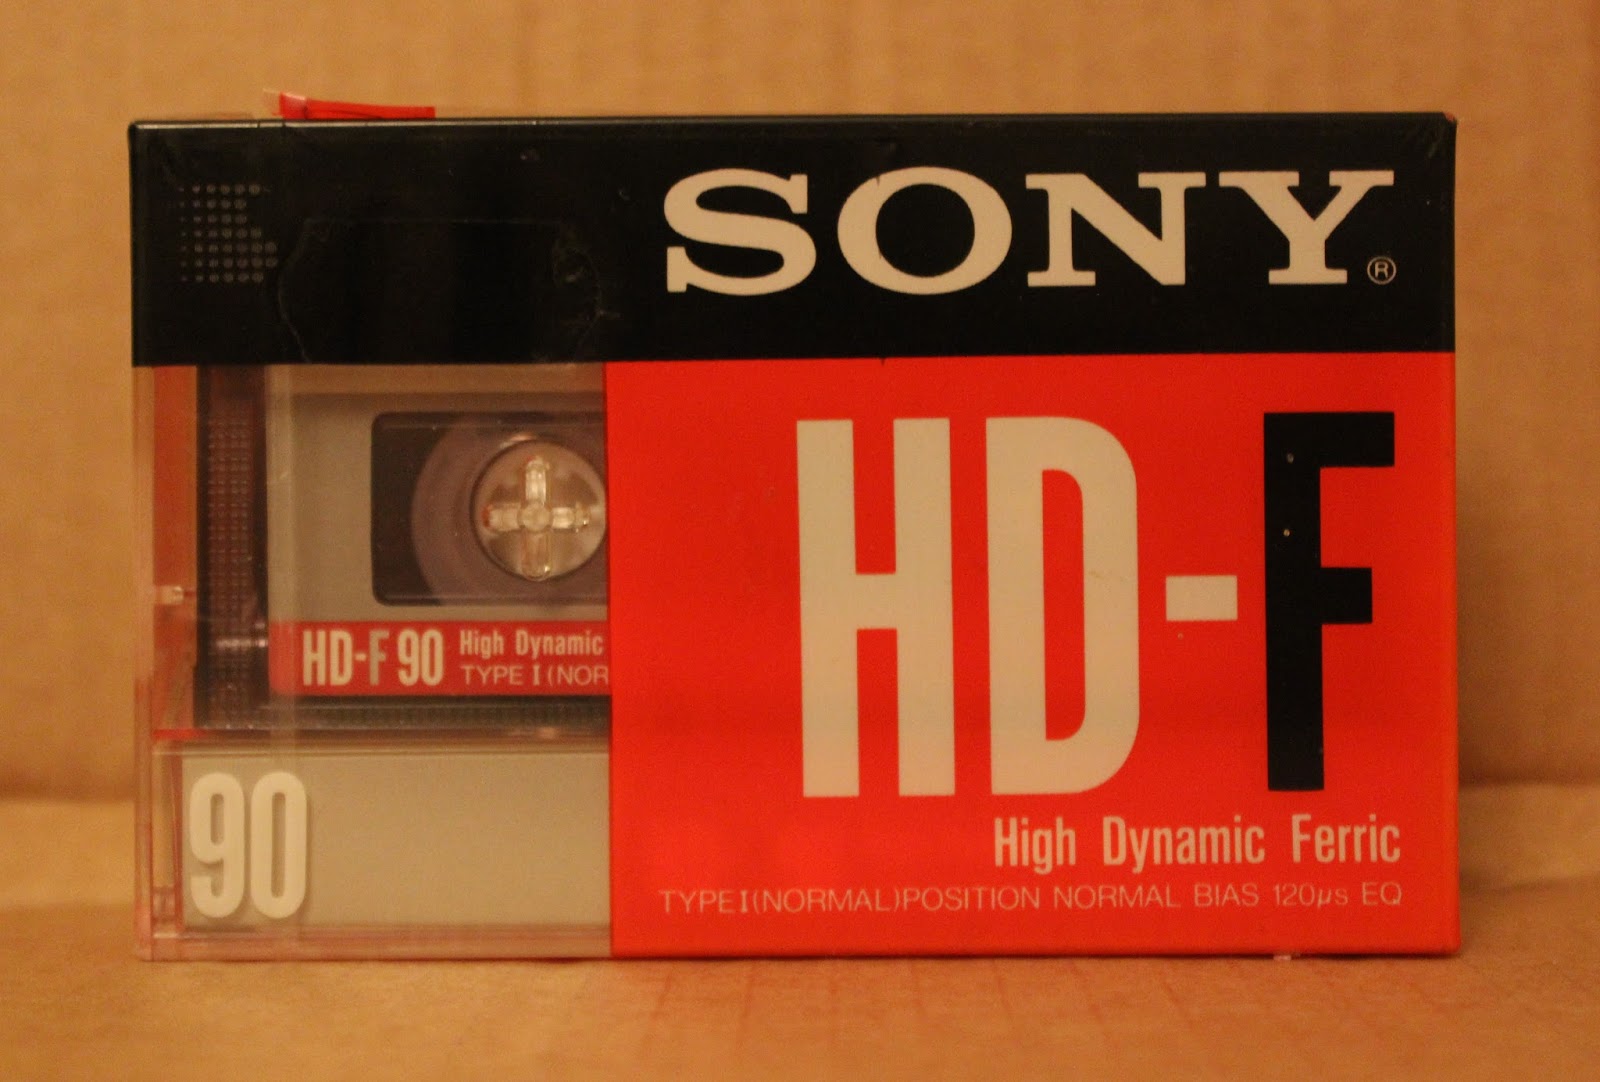 SONY®
HD-F
HD-F 90 High Dynamic
TYPE I (NOR
90
High Dynamic Ferric
TYPE I (NORMAL) POSITION NORMAL BIAS 120µs EQ